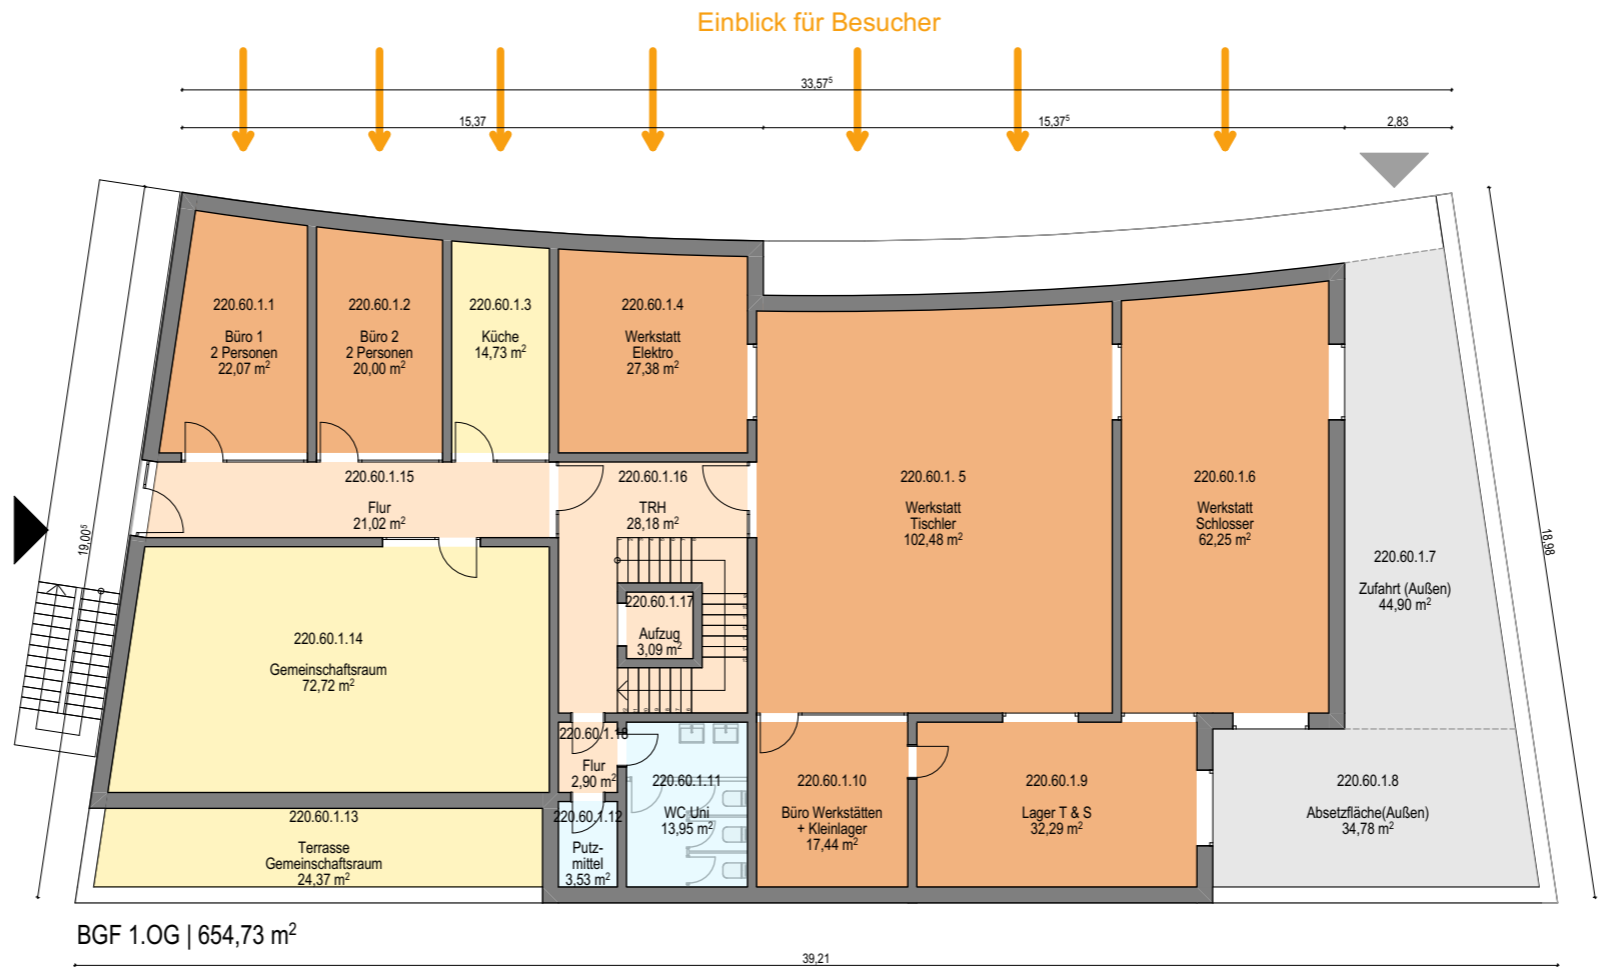 Einblick für Besucher
33,57⁵
15,37
15,37⁵
2,83
220.60.1.1
Büro 1
2 Personen
22,07 m²
220.60.1.2
Büro 2
2 Personen
20,00 m²
220.60.1.3
Küche
14,73 m²
220.60.1.4
Werkstatt
Elektro
27,38 m²
220.60.1.15
Flur
21,02 m²
220.60.1.16
TRH
28,18 m²
220.60.1. 5
Werkstatt
Tischler
102,48 m²
220.60.1.6
Werkstatt
Schlosser
62,25 m²
220.60.1.7
Zufahrt (Außen)
44,90 m²
19,00⁵
18,98
220.60.1.17
Aufzug
3,09 m²
220.60.1.14
Gemeinschaftsraum
72,72 m²
220.60.1.18
Flur
2,90 m²
220.60.1.11
WC Uni
13,95 m²
220.60.1.10
Büro Werkstätten
+ Kleinlager
17,44 m²
220.60.1.9
Lager T & S
32,29 m²
220.60.1.8
Absetzfläche(Außen)
34,78 m²
220.60.1.13
Terrasse
Gemeinschaftsraum
24,37 m²
220.60.1.12
Putz-
mittel
3,53 m²
BGF 1.OG | 654,73 m²
39,21